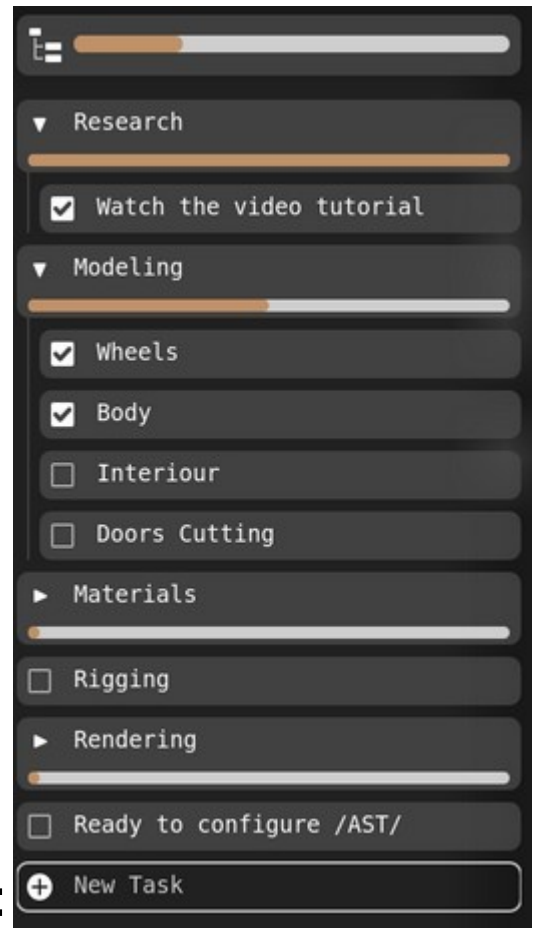 Research
Watch the video tutorial
Modeling
Wheels
Body
Interiour
Doors Cutting
Materials
Rigging
Rendering
Ready to configure /AST/
New Task